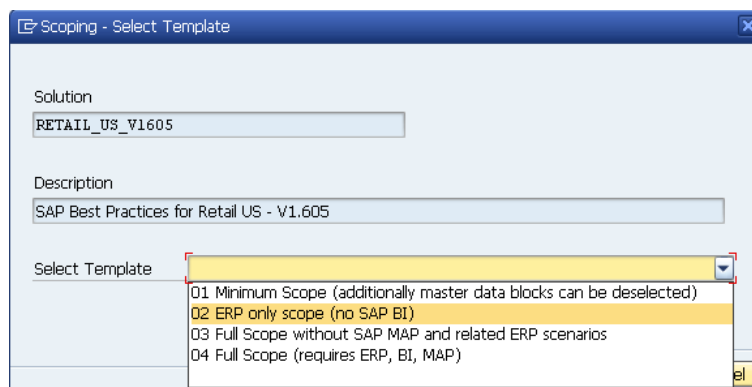 Scoping - Select Template
Solution
RETAIL_US_V1605
Description
SAP Best Practices for Retail US - V1.605
Select Template
01 Minimum Scope (additionally master data blocks can be deselected)
02 ERP only scope (no SAP BI)
03 Full Scope without SAP MAP and related ERP scenarios
04 Full Scope (requires ERP, BI, MAP)
el